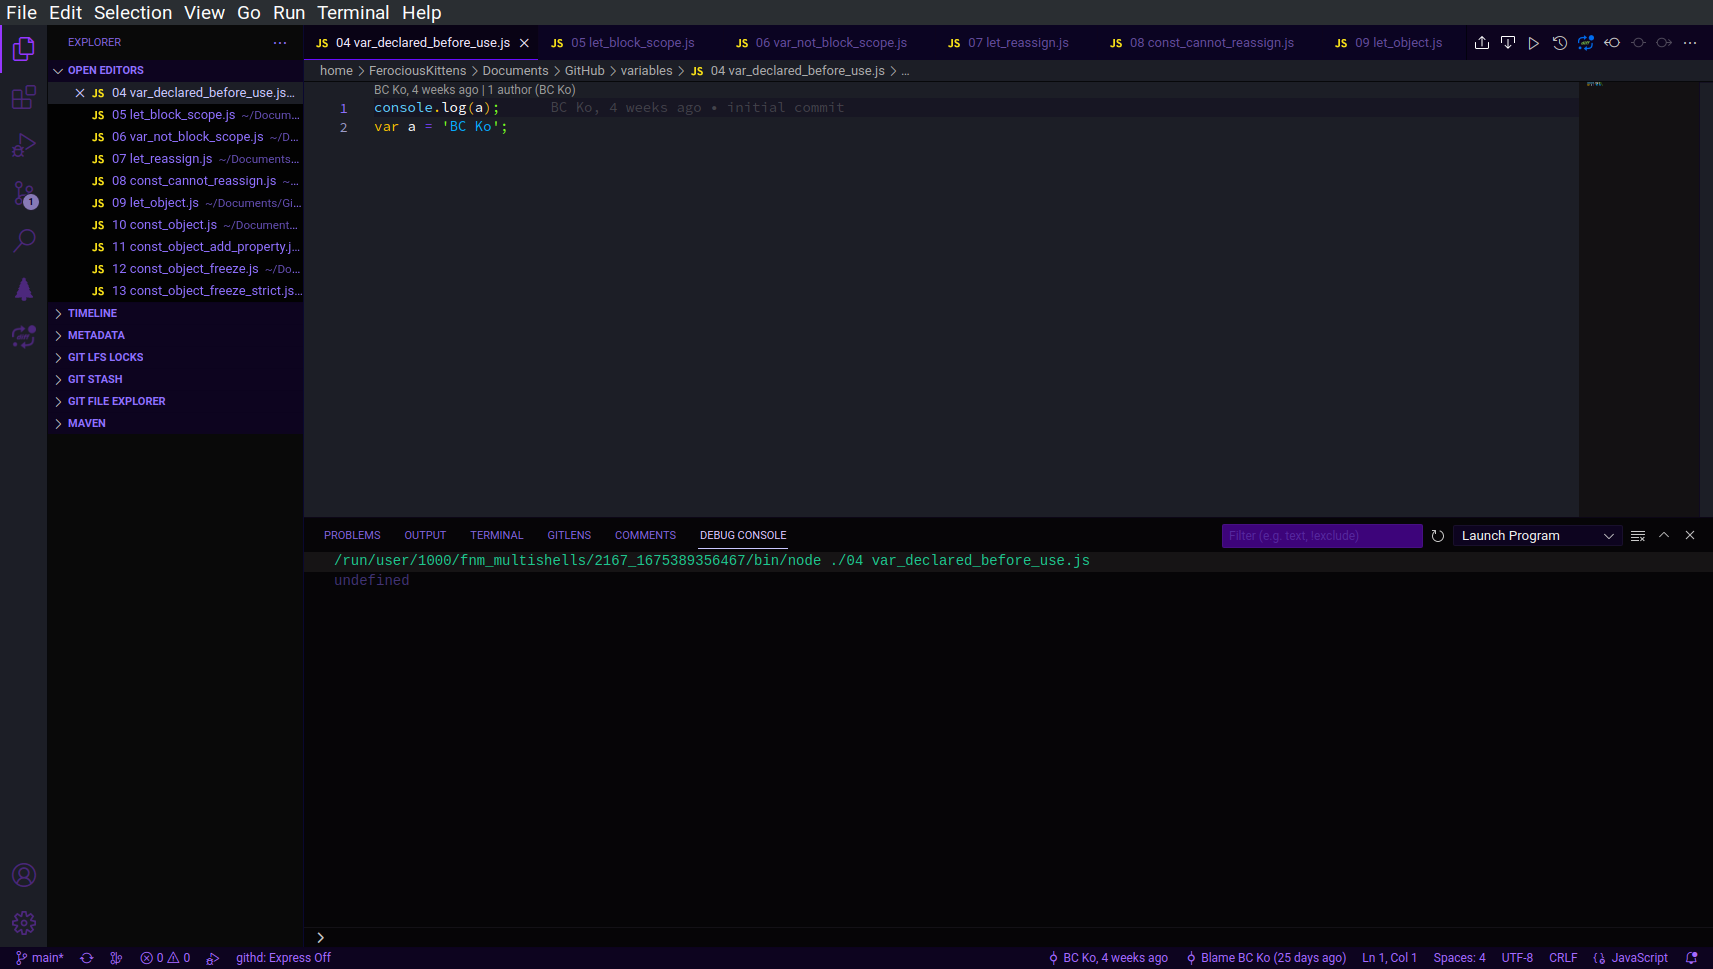 File Edit Selection View Go Run Terminal Help
EXPLORER
OPEN EDITORS
JS 04 var_declared_before_use.js...
JS 05 let_block_scope.js ~/Docum...
JS 06 var_not_block_scope.js ~/D...
JS 07 let_reassign.js ~/Documents...
JS 08 const_cannot_reassign.js ~...
JS 09 let_object.js ~/Documents/Gi...
JS 10 const_object.js ~/Document...
JS 11 const_object_add_property.j...
JS 12 const_object_freeze.js ~/Do...
JS 13 const_object_freeze_strict.js...
TIMELINE
METADATA
GIT LFS LOCKS
GIT STASH
GIT FILE EXPLORER
MAVEN
1
JS 04 var_declared_before_use.js JS 05 let_block_scope.js JS 06 var_not_block_scope.js JS 07 let_reassign.js JS 08 const_cannot_reassign.js JS 09 let_object.js
home > FerociousKittens > Documents > GitHub > variables > JS 04 var_declared_before_use.js > ...
BC Ko, 4 weeks ago | 1 author (BC Ko)
1 console.log(a); BC Ko, 4 weeks ago • initial commit
2 var a = 'BC Ko';
PROBLEMS OUTPUT TERMINAL GITLENS COMMENTS DEBUG CONSOLE Filter (e.g. text, !exclude) Launch Program
/run/user/1000/fnm_multishells/2167_1675389356467/bin/node ./04 var_declared_before_use.js
undefined
>
main* 0 0 githd: Express Off BC Ko, 4 weeks ago Blame BC Ko (25 days ago) Ln 1, Col 1 Spaces: 4 UTF-8 CRLF JavaScript